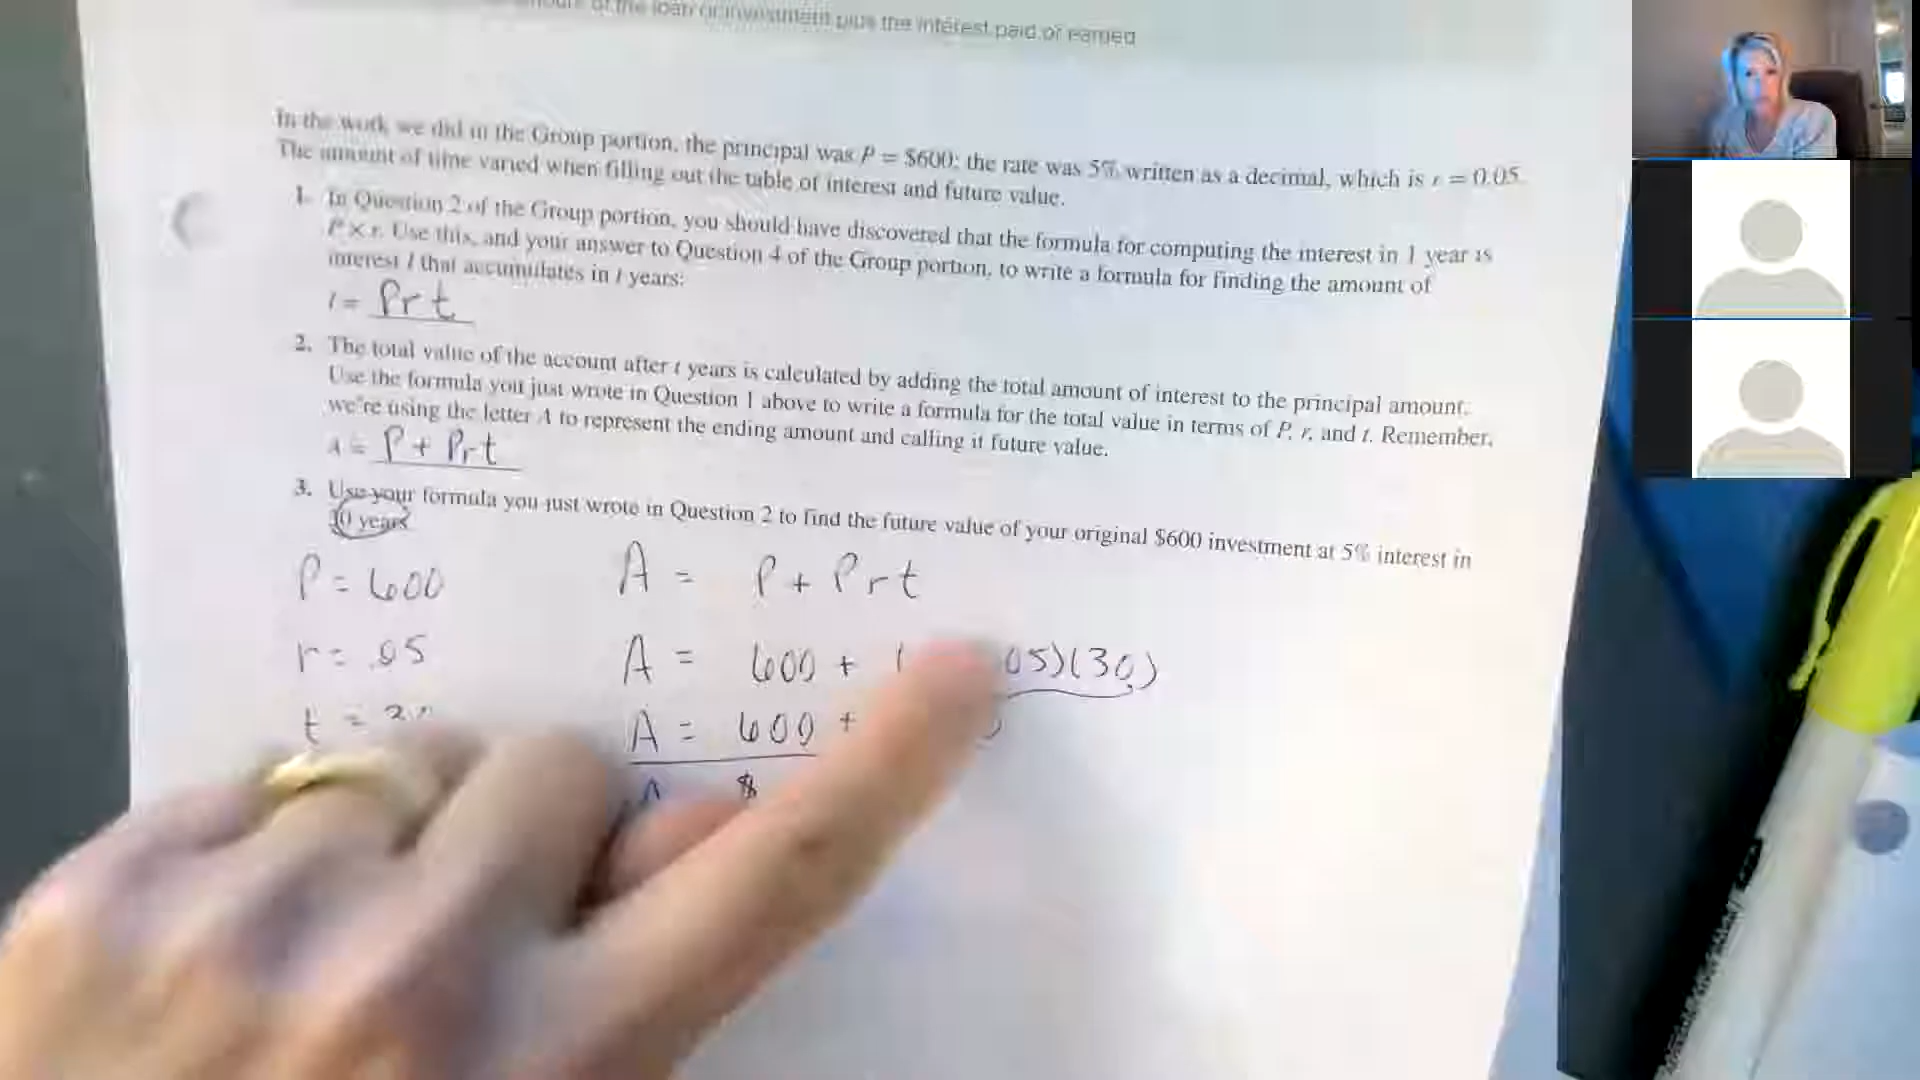 of the loan or investment plus the interest paid or earned
In the work we did in the Group portion, the principal was P = $600; the rate was 5% written as a decimal, which is r = 0.05.
The amount of time varied when filling out the table of interest and future value.
1. In Question 2 of the Group portion, you should have discovered that the formula for computing the interest in 1 year is
P × r. Use this, and your answer to Question 4 of the Group portion, to write a formula for finding the amount of
interest I that accumulates in t years:
I = Prt
2. The total value of the account after t years is calculated by adding the total amount of interest to the principal amount.
Use the formula you just wrote in Question 1 above to write a formula for the total value in terms of P, r, and t. Remember,
we're using the letter A to represent the ending amount and calling it future value.
A = P + Prt
3. Use your formula you just wrote in Question 2 to find the future value of your original $600 investment at 5% interest in
30 years
P = 600 A = P + Prt
r = .05 A = 600 + ( 05)(30)
t = A = 600 +
A $